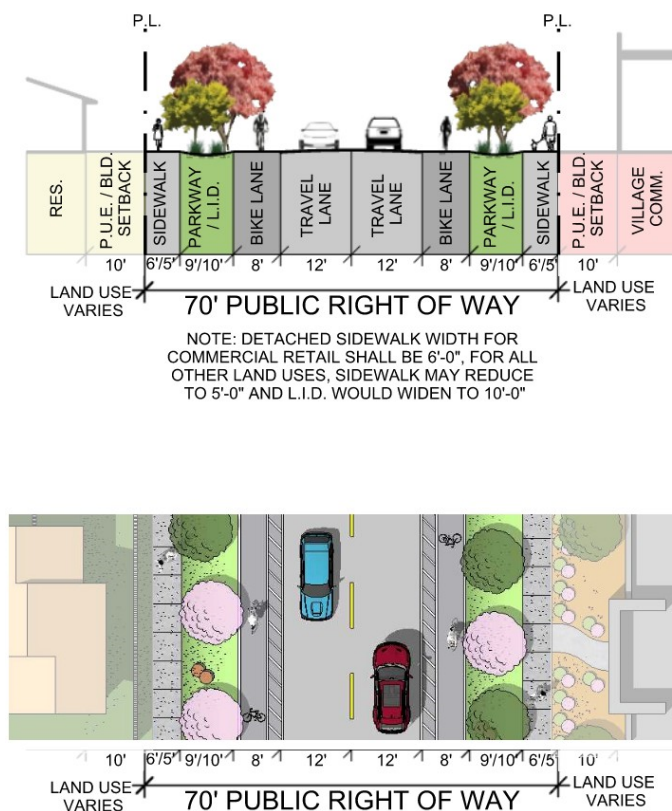 P.L.
P.L.
RES.
P.U.E. / BLD.
SETBACK
SIDEWALK
PARKWAY
/ L.I.D.
BIKE LANE
TRAVEL
LANE
TRAVEL
LANE
BIKE LANE
PARKWAY
/ L.I.D.
SIDEWALK
P.U.E. / BLD.
SETBACK
VILLAGE
COMM.
10' 6'/5' 9'/10' 8' 12' 12' 8' 9'/10' 6'/5' 10'
LAND USE
VARIES
70' PUBLIC RIGHT OF WAY
LAND USE
VARIES
NOTE: DETACHED SIDEWALK WIDTH FOR
COMMERCIAL RETAIL SHALL BE 6'-0", FOR ALL
OTHER LAND USES, SIDEWALK MAY REDUCE
TO 5'-0" AND L.I.D. WOULD WIDEN TO 10'-0"
10' 6'/5' 9'/10' 8' 12' 12' 8' 9'/10' 6'/5' 10'
LAND USE
VARIES
70' PUBLIC RIGHT OF WAY
LAND USE
VARIES